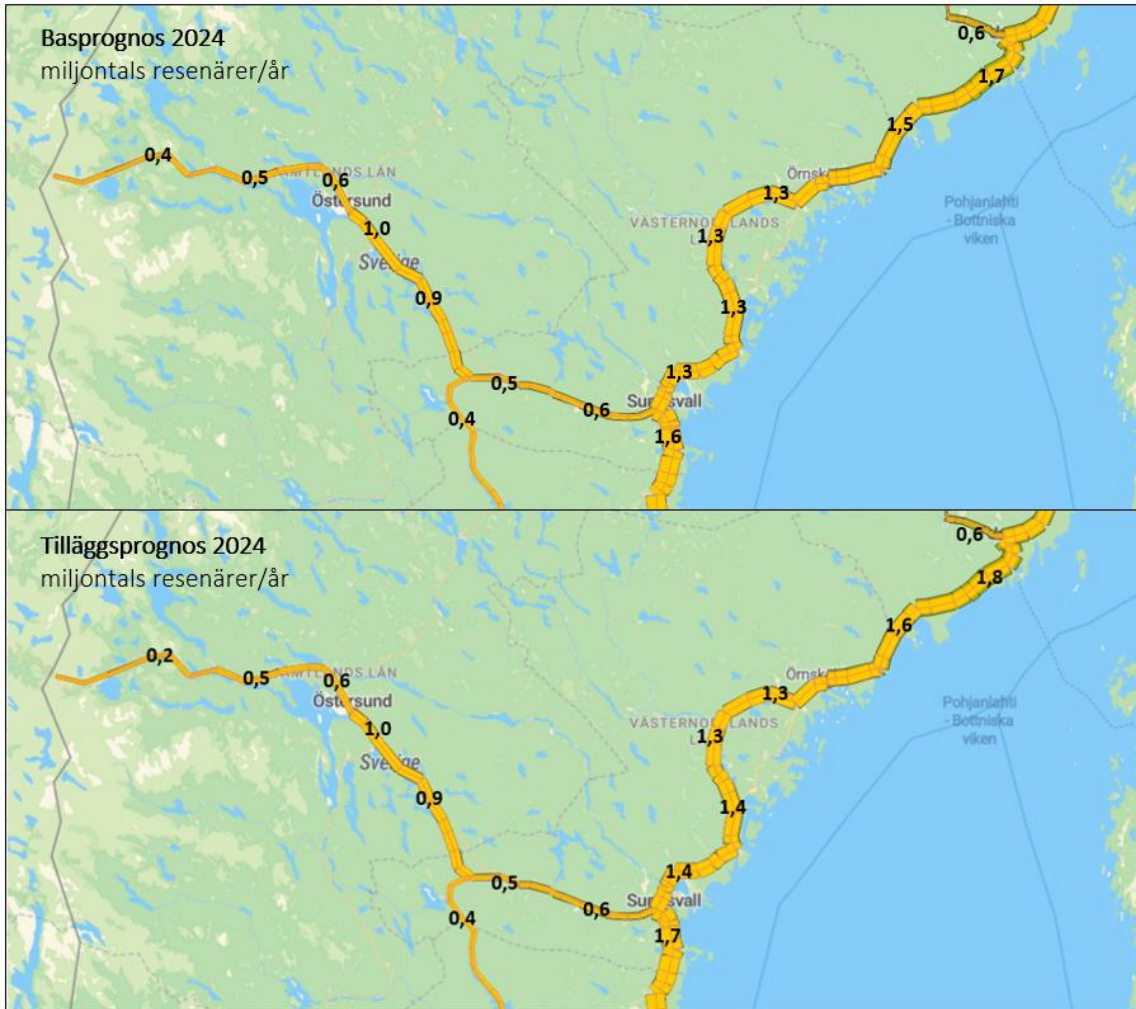 Basprognos 2024
miljontals resenärer/år
0,6
1,7
1,5
0,4
0,5
0,6
Östersund
1,3
Pohjanlahti
- Bottniska
viken
1,0
1,3
Sverige
0,9
1,3
1,3
0,5
0,6
0,4
1,6
Tilläggsprognos 2024
miljontals resenärer/år
0,6
1,8
1,6
0,2
0,5
0,6
Östersund
1,3
Pohjanlahti
- Bottniska
viken
1,0
1,3
Sverige
0,9
1,4
1,4
0,5
0,6
0,4
1,7